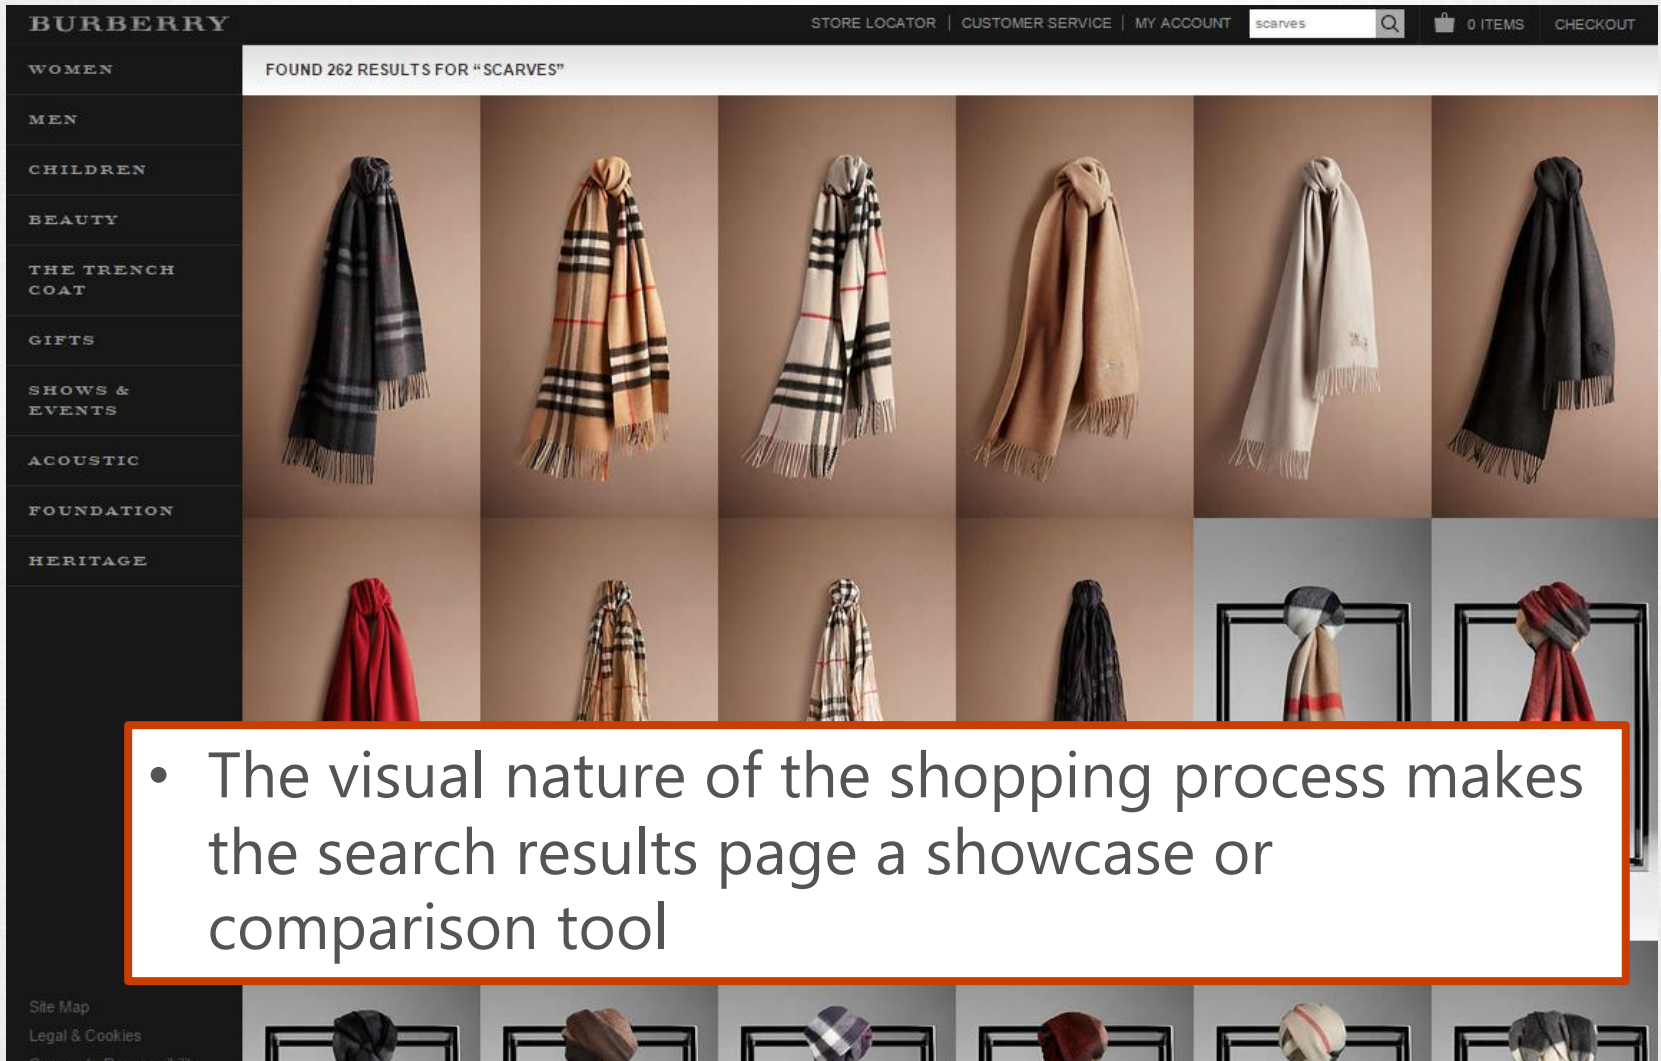 BURBERRY
STORE LOCATOR | CUSTOMER SERVICE | MY ACCOUNT
scarves
0 ITEMS
CHECKOUT
WOMEN
MEN
CHILDREN
BEAUTY
THE TRENCH
COAT
GIFTS
SHOWS &
EVENTS
ACOUSTIC
FOUNDATION
HERITAGE
FOUND 262 RESULTS FOR “SCARVES”
• The visual nature of the shopping process makes
the search results page a showcase or
comparison tool
Site Map
Legal & Cookies